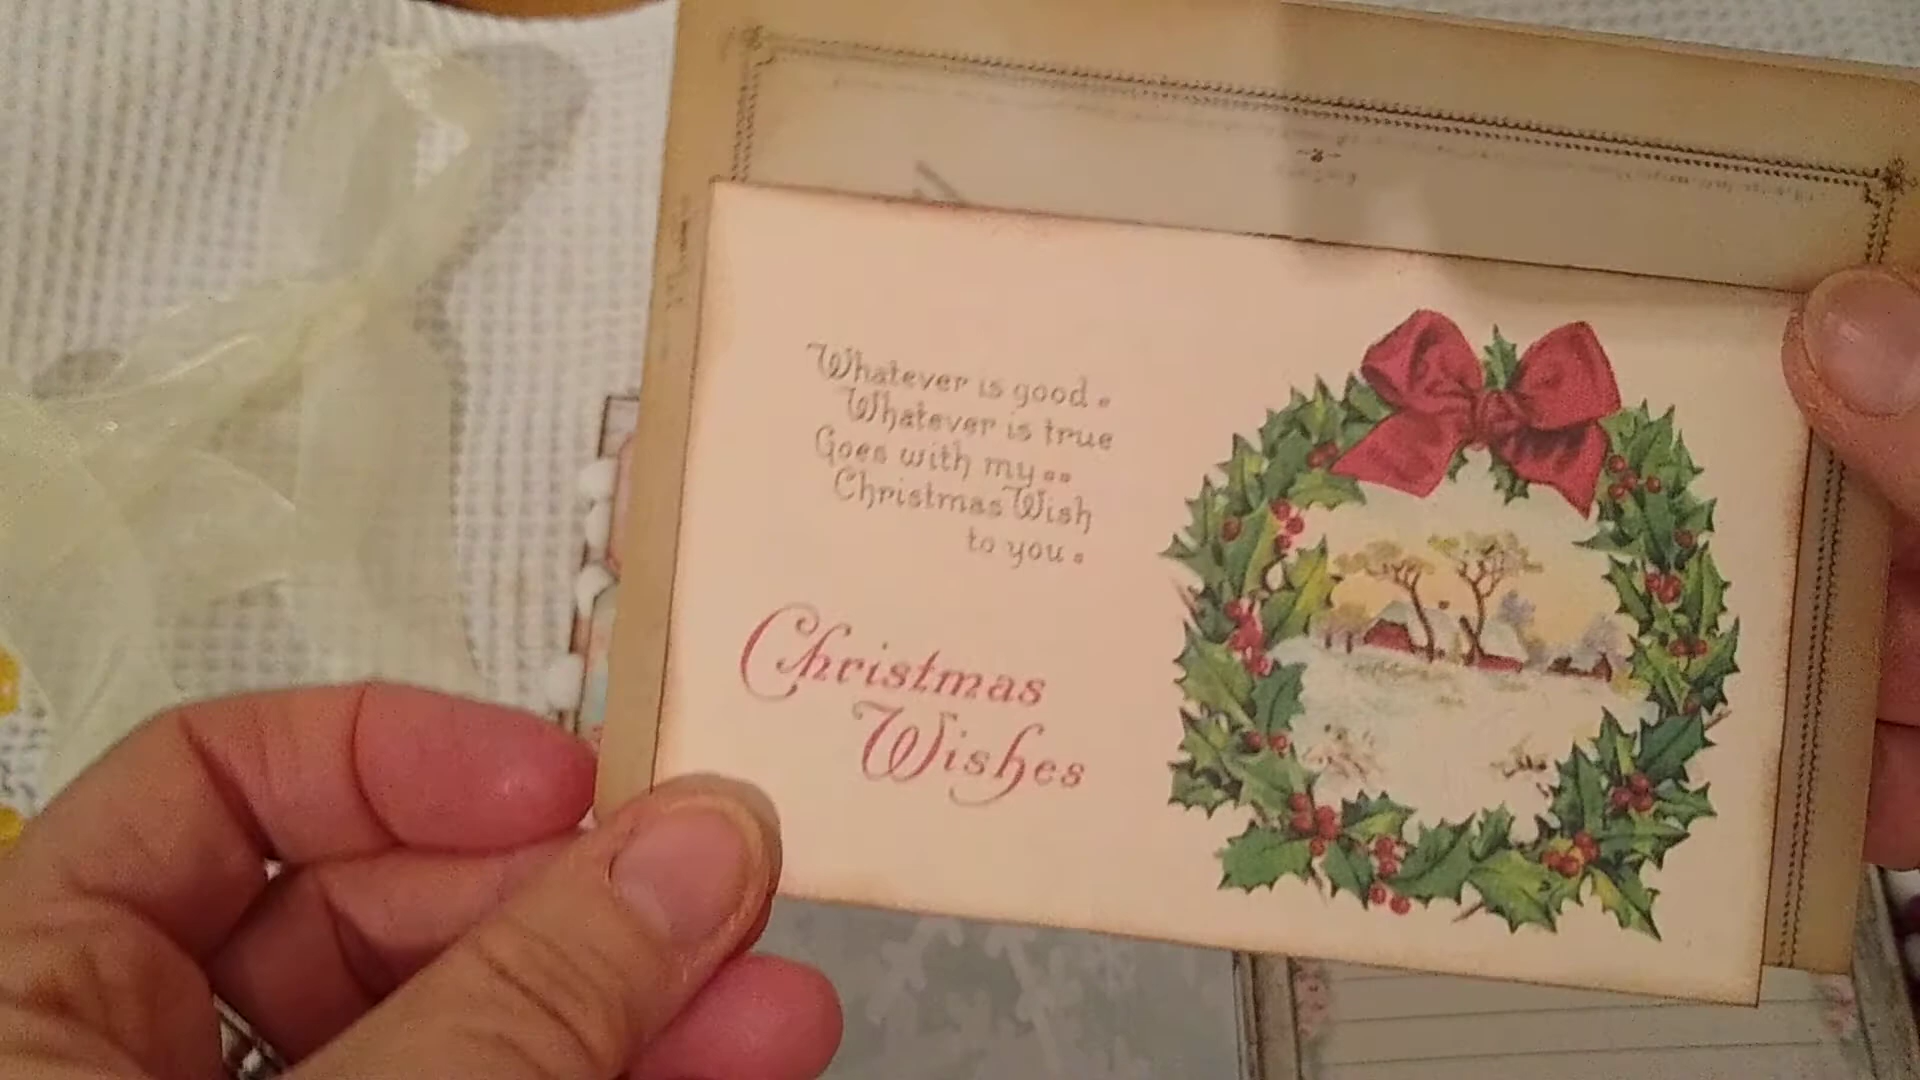 Whatever is good
Whatever is true
Goes with my
Christmas Wish
to you
Christmas
Wishes